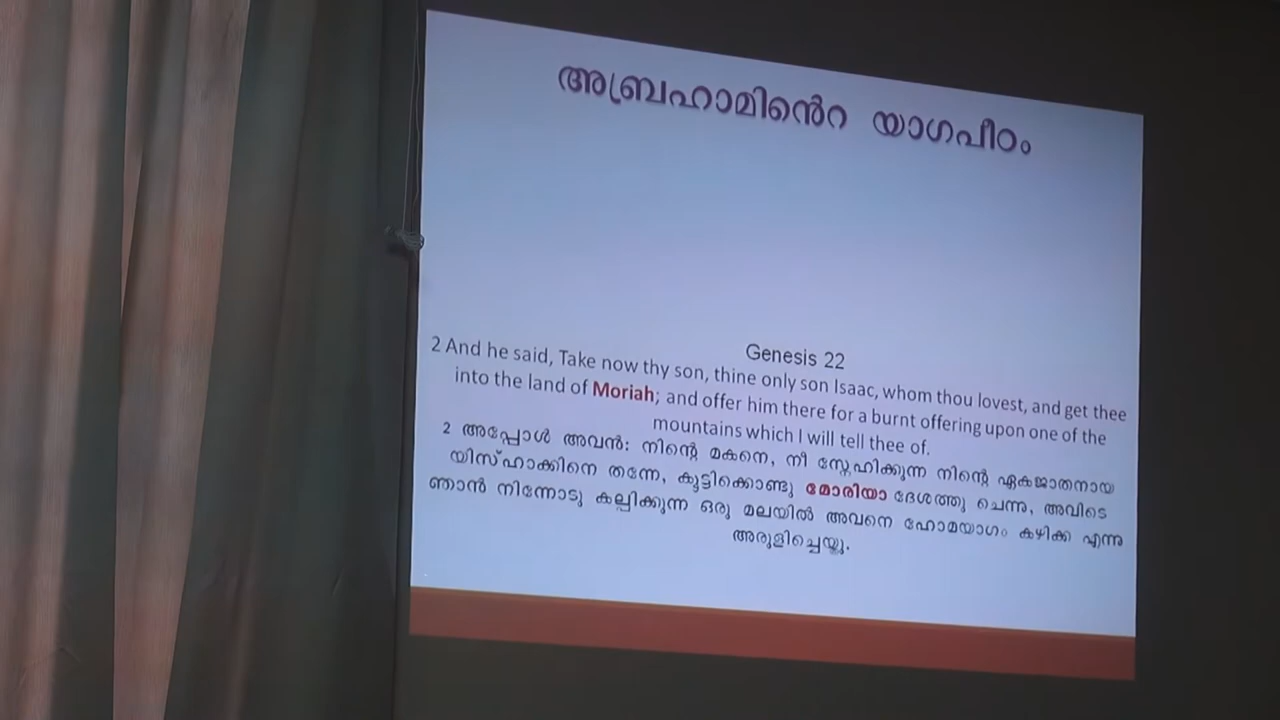 അബ്രഹാമിൻെറ യാഗപീഠം
Genesis 22
2 And he said, Take now thy son, thine only son Isaac, whom thou lovest, and get thee
into the land of Moriah; and offer him there for a burnt offering upon one of the
mountains which I will tell thee of.
2 അപ്പോൾ അവൻ: നിന്റെ മകനെ, നീ സ്നേഹിക്കുന്ന നിന്റെ ഏകജാതനായ
യിസ്ഹാക്കിനെ തന്നേ, കൂട്ടിക്കൊണ്ടു മോരിയാ ദേശത്തു ചെന്നു, അവിടെ
ഞാൻ നിന്നോടു കല്പിക്കുന്ന ഒരു മലയിൽ അവനെ ഹോമയാഗം കഴിക്ക എന്നു
അരുളിച്ചെയ്തു.